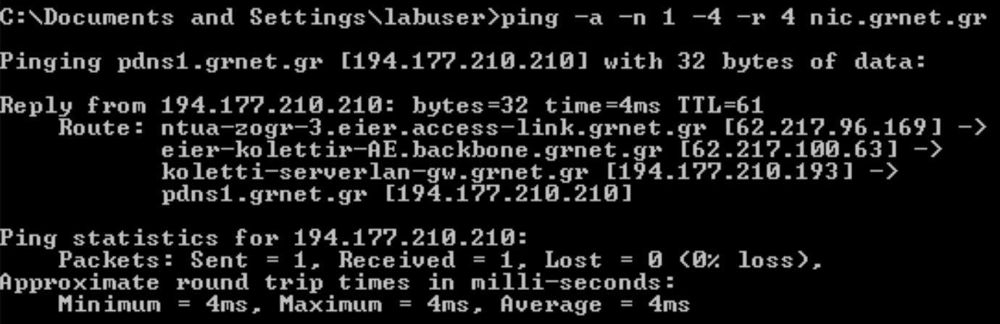 C:\Documents and Settings\labuser>ping -a -n 1 -4 -r 4 nic.grnet.gr
Pinging pdns1.grnet.gr [194.177.210.210] with 32 bytes of data:
Reply from 194.177.210.210: bytes=32 time=4ms TTL=61
Route: ntua-zogr-3.eier.access-link.grnet.gr [62.217.96.169] ->
eier-kolettir-AE.backbone.grnet.gr [62.217.100.63] ->
koletti-serverlan-gw.grnet.gr [194.177.210.193] ->
pdns1.grnet.gr [194.177.210.210]
Ping statistics for 194.177.210.210:
Packets: Sent = 1, Received = 1, Lost = 0 (0% loss),
Approximate round trip times in milli-seconds:
Minimum = 4ms, Maximum = 4ms, Average = 4ms